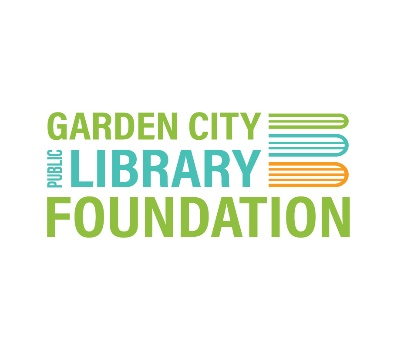 GARDEN CITY
PUBLIC LIBRARY
FOUNDATION